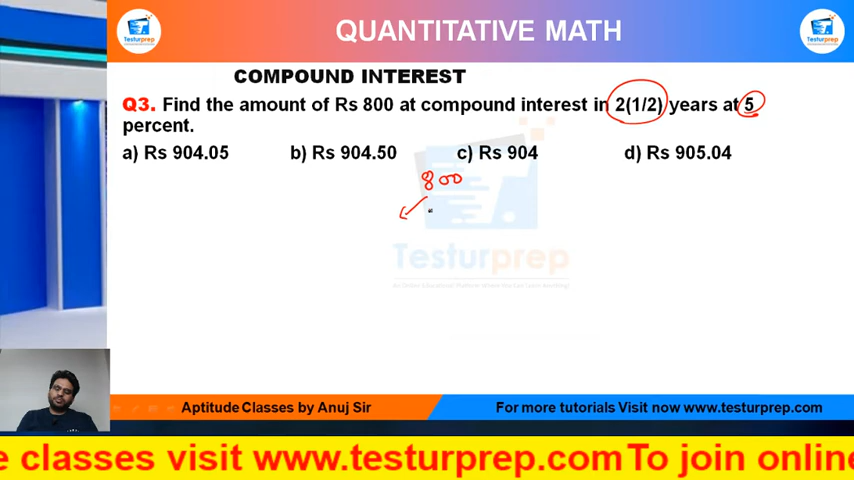 Testurprep
QUANTITATIVE MATH
Testurprep
COMPOUND INTEREST
Q3. Find the amount of Rs 800 at compound interest in 2(1/2) years at 5
percent.
a) Rs 904.05 b) Rs 904.50 c) Rs 904 d) Rs 905.04
800
Testurprep
Aptitude Classes by Anuj Sir For more tutorials Visit now www.testurprep.com
e classes visit www.testurprep.com To join online